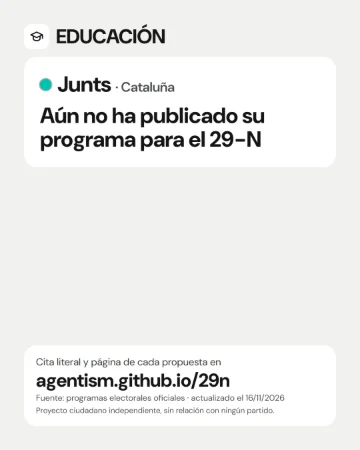 EDUCACIÓN
Junts · Cataluña
Aún no ha publicado su
programa para el 29-N
Cita literal y página de cada propuesta en
agentism.github.io/29n
Fuente: programas electorales oficiales · actualizado el 16/11/2026
Proyecto ciudadano independiente, sin relación con ningún partido.